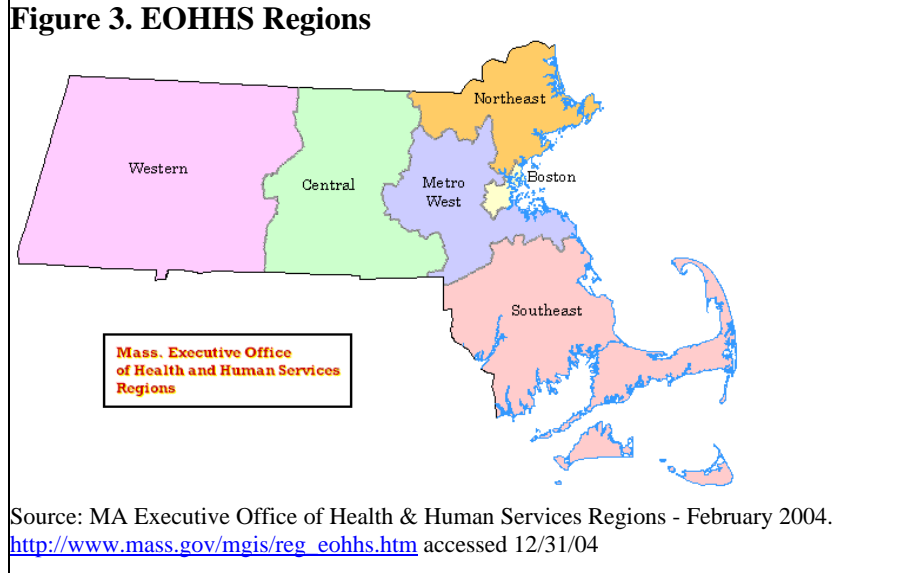 Figure 3. EOHHS Regions
Northeast
Western
Boston
Central
Metro
West
Southeast
Mass. Executive Office
of Health and Human Services
Regions
Source: MA Executive Office of Health & Human Services Regions - February 2004.
http://www.mass.gov/mgis/reg_eohhs.htm accessed 12/31/04